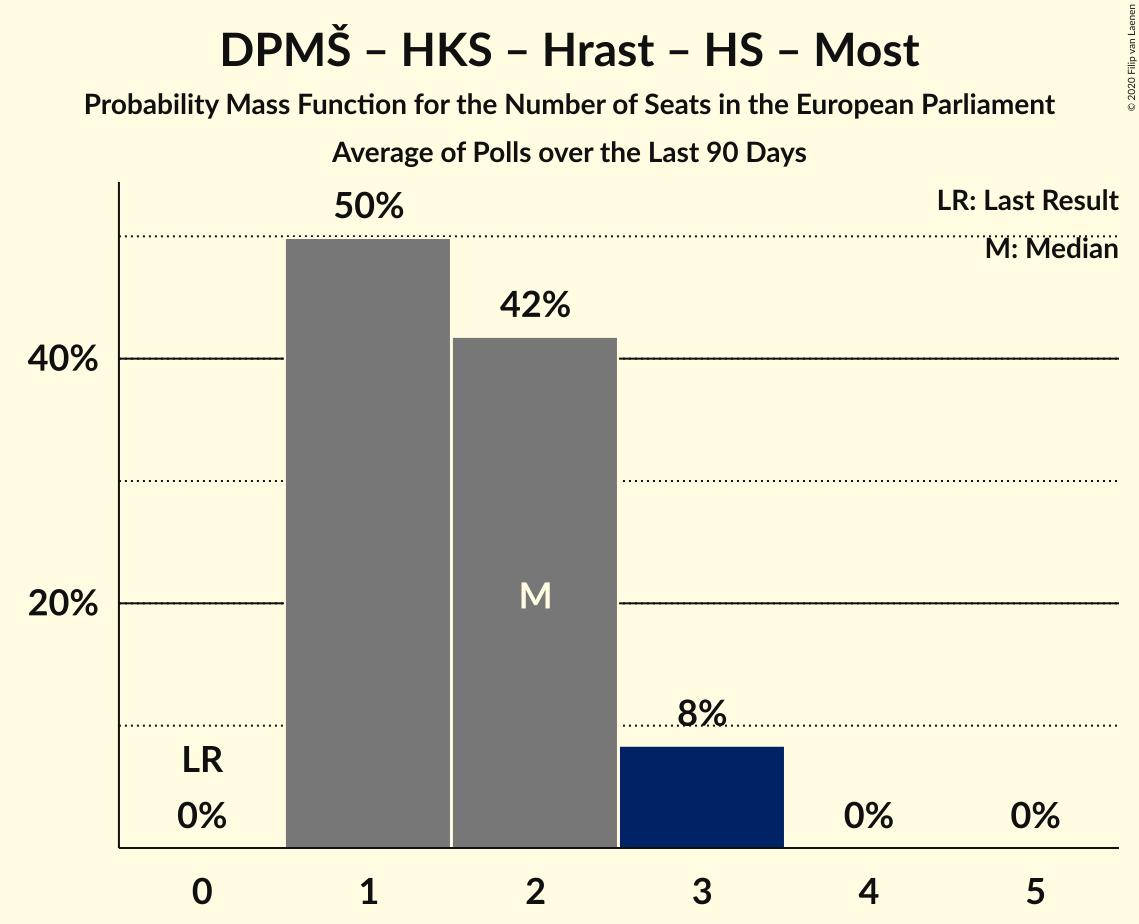 DPMŠ – HKS – Hrast – HS – Most
Probability Mass Function for the Number of Seats in the European Parliament
Average of Polls over the Last 90 Days
© 2020 Filip van Laenen
LR: Last Result
M: Median
50%
42%
40%
M
20%
8%
LR
0%
0%
0%
0
1
2
3
4
5